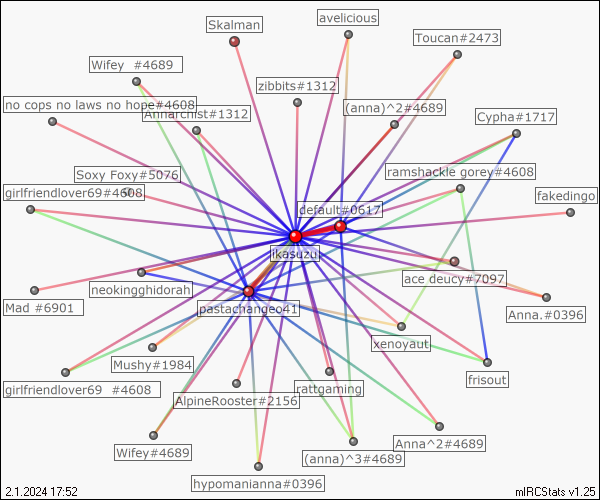 avelicious
Skalman
Toucan#2473
Wifey  #4689
zibbits#1312
no cops no laws no hope#4608
(anna)^2#4689
Annarchist#1312
Cypha#1717
Soxy Foxy#5076
ramshackle gorey#4608
girlfriendlover69#4608
fakedingo
default#0617
jikasuzu
ace deucy#7097
neokingghidorah
Mad #6901
pastachangeo41
Anna.#0396
xenoyaut
Mushy#1984
frisout
girlfriendlover69  #4608
rattgaming
AlpineRooster#2156
Anna^2#4689
Wifey#4689
(anna)^3#4689
hypomanianna#0396
2.1.2024 17:52
mIRCStats v1.25